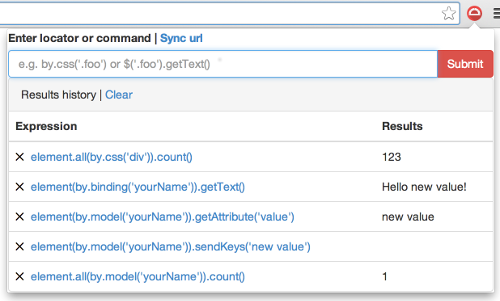 Enter locator or command | Sync url
e.g. by.css('.foo') or $('.foo').getText()
Submit
Results history | Clear
Expression Results
× element.all(by.css('div')).count() 123
× element(by.binding('yourName')).getText() Hello new value!
× element(by.model('yourName')).getAttribute('value') new value
× element(by.model('yourName')).sendKeys('new value')
× element.all(by.model('yourName')).count() 1